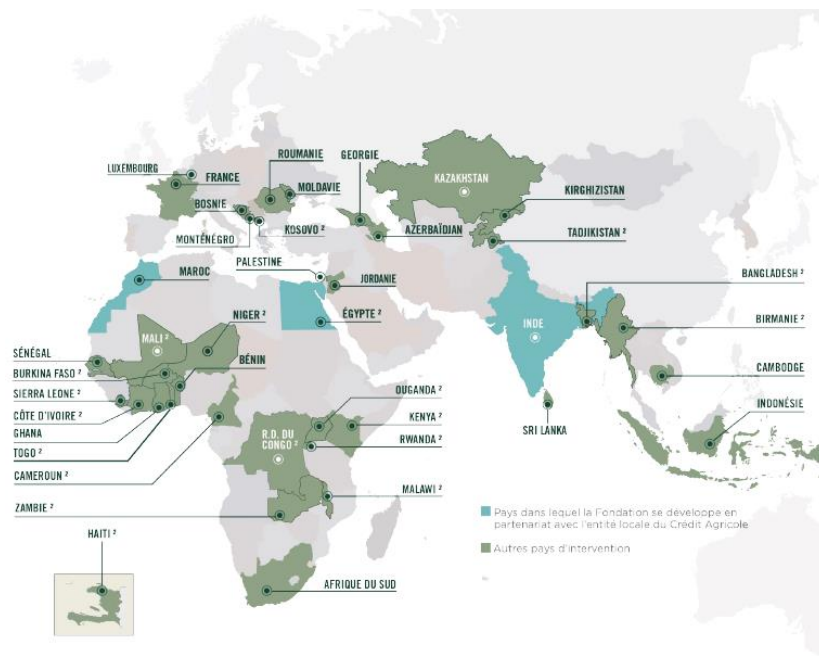 LUXEMBOURG
FRANCE
ROUMANIE
GEORGIE
MOLDAVIE
BOSNIE
MONTÉNÉGRO
KOSOVO ²
AZERBAÏDJAN
KAZAKHSTAN
KIRGHIZISTAN
TADJIKISTAN ²
PALESTINE
JORDANIE
MAROC
ÉGYPTE ²
BANGLADESH ²
BIRMANIE ²
INDE
CAMBODGE
INDONÉSIE
SRI LANKA
MALI ²
NIGER ²
BÉNIN
SÉNÉGAL
BURKINA FASO ²
SIERRA LEONE ²
CÔTE D'IVOIRE ²
GHANA
TOGO ²
CAMEROUN ²
ZAMBIE ²
R.D. DU
CONGO ²
OUGANDA ²
KENYA ²
RWANDA ²
MALAWI ²
HAITI ²
AFRIQUE DU SUD
Pays dans lequel la Fondation se développe en
partenariat avec l'entité locale du Crédit Agricole
Autres pays d'intervention